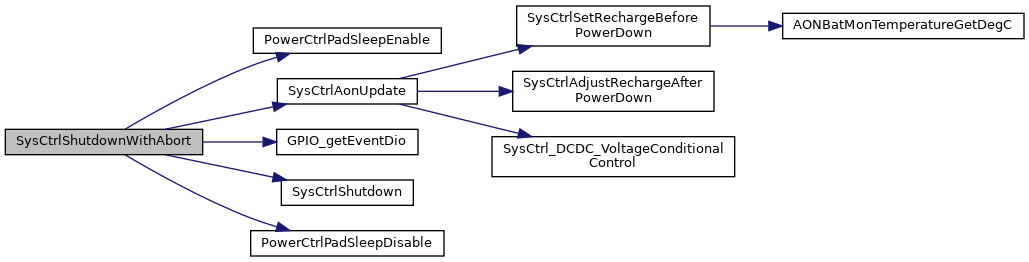 SysCtrlShutdownWithAbort
PowerCtrlPadSleepEnable
SysCtrlAonUpdate
GPIO_getEventDio
SysCtrlShutdown
PowerCtrlPadSleepDisable
SysCtrlSetRechargeBefore
PowerDown
SysCtrlAdjustRechargeAfter
PowerDown
SysCtrl_DCDC_VoltageConditional
Control
AONBatMonTemperatureGetDegC